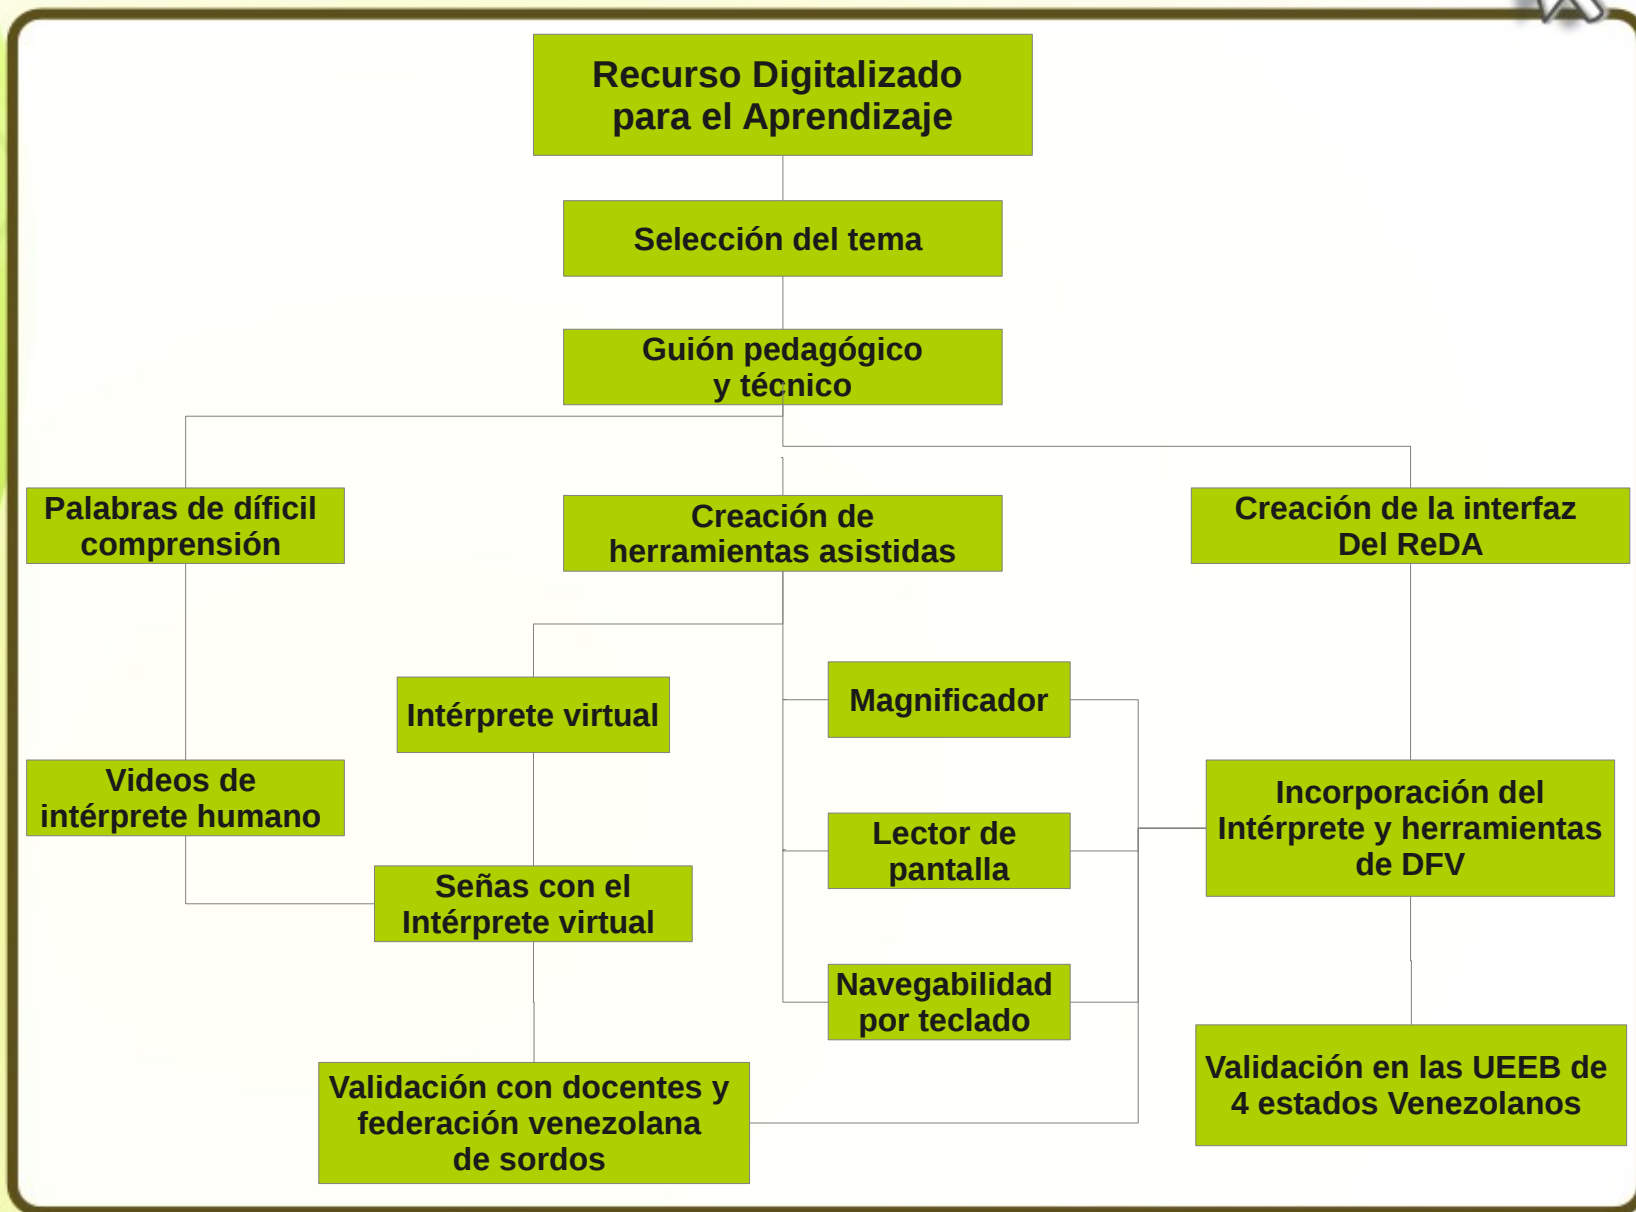 Recurso Digitalizado
para el Aprendizaje
Selección del tema
Guión pedagógico
y técnico
Palabras de díficil
comprensión
Creación de
herramientas asistidas
Creación de la interfaz
Del ReDA
Intérprete virtual
Magnificador
Videos de
intérprete humano
Lector de
pantalla
Incorporación del
Intérprete y herramientas
de DFV
Señas con el
Intérprete virtual
Navegabilidad
por teclado
Validación con docentes y
federación venezolana
de sordos
Validación en las UEEB de
4 estados Venezolanos